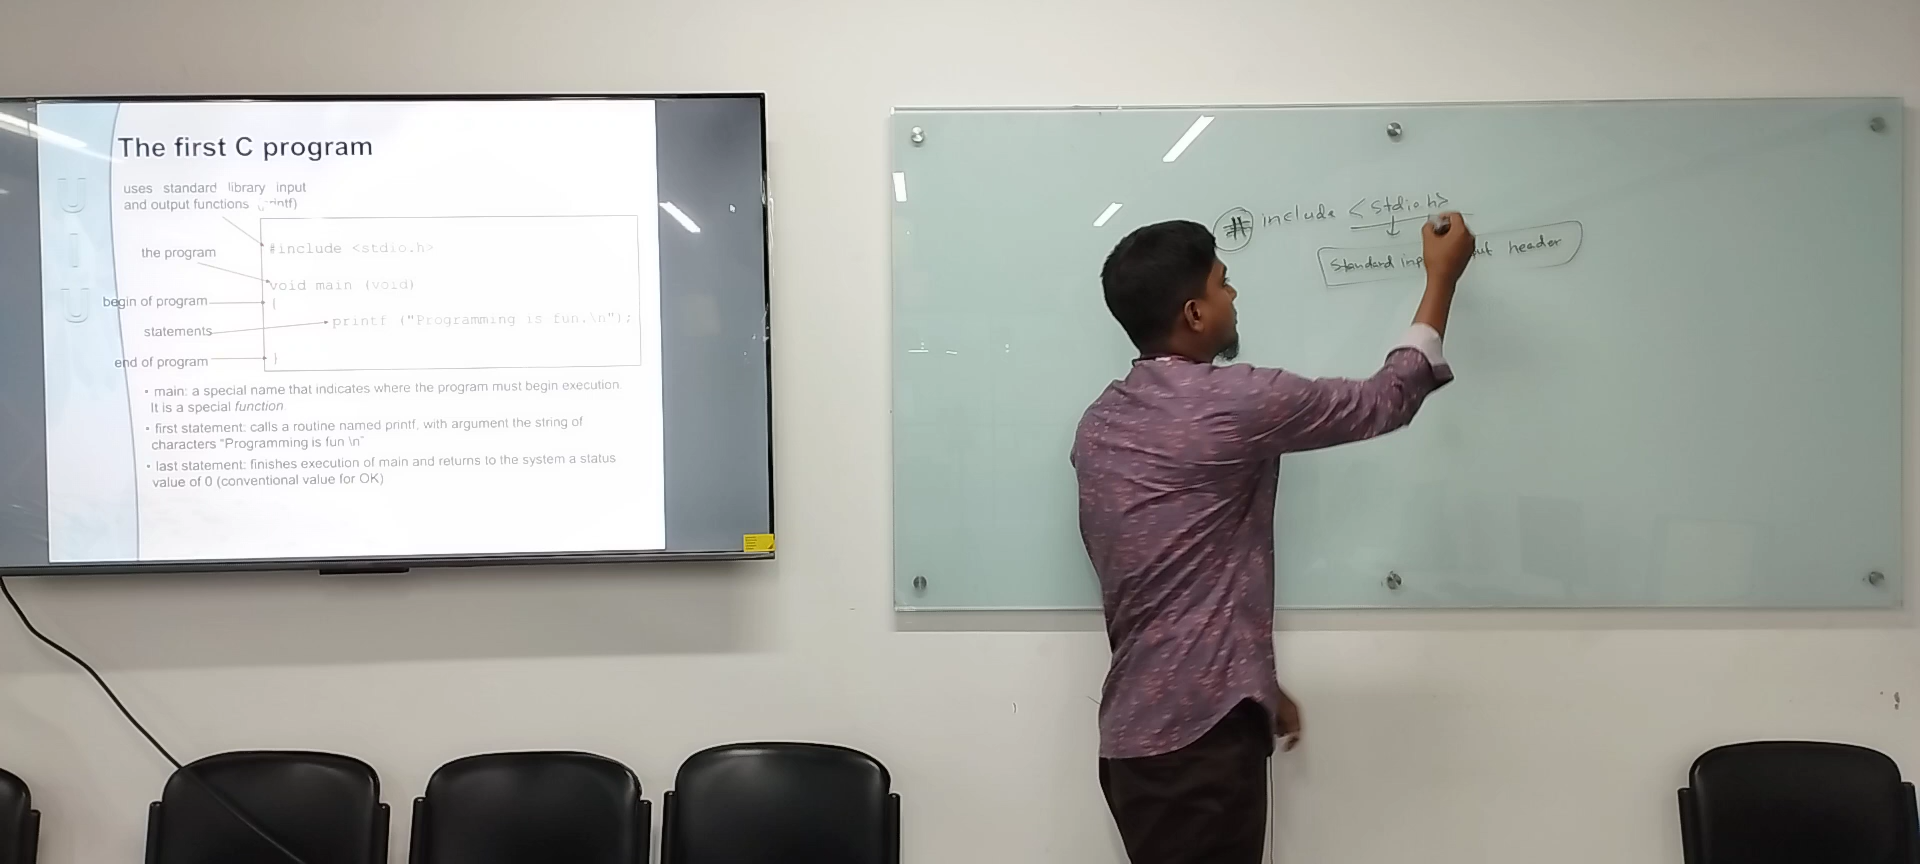 The first C program
uses standard library input
and output functions
#include <stdio.h>
the program
void main (void)
begin of program
{
statements
printf ("Programming is fun.\n");
end of program
}
• main: a special name that indicates where the program must begin execution.
It is a special function
• first statement: calls a routine named printf, with argument the string of
characters "Programming is fun \n"
• last statement: finishes execution of main and returns to the system a status
value of 0 (conventional value for OK)
U
I
U
# include <stdio.h>
Standard header